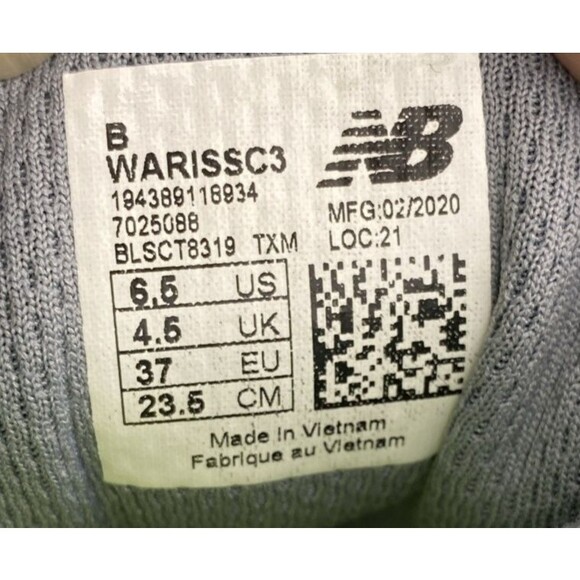 B
WARISSC3
194389118934
7025088
BLSCT8319 TXM
NB
MFG:02/2020
LOC:21
6.5 US
4.5 UK
37 EU
23.5 CM
Made in Vietnam
Fabrique au Vietnam